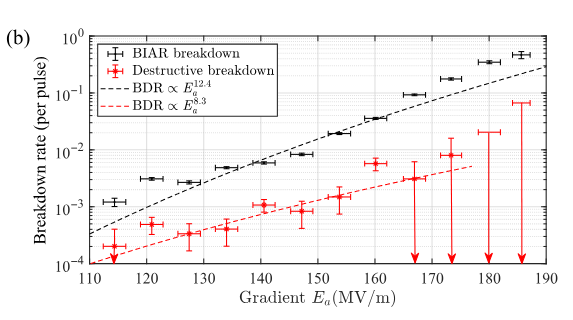 (b)
10^0
10^-1
10^-2
10^-3
10^-4
Breakdown rate (per pulse)
BIAR breakdown
Destructive breakdown
BDR ∝ E_a^12.4
BDR ∝ E_a^8.3
110 120 130 140 150 160 170 180 190
Gradient E_a(MV/m)